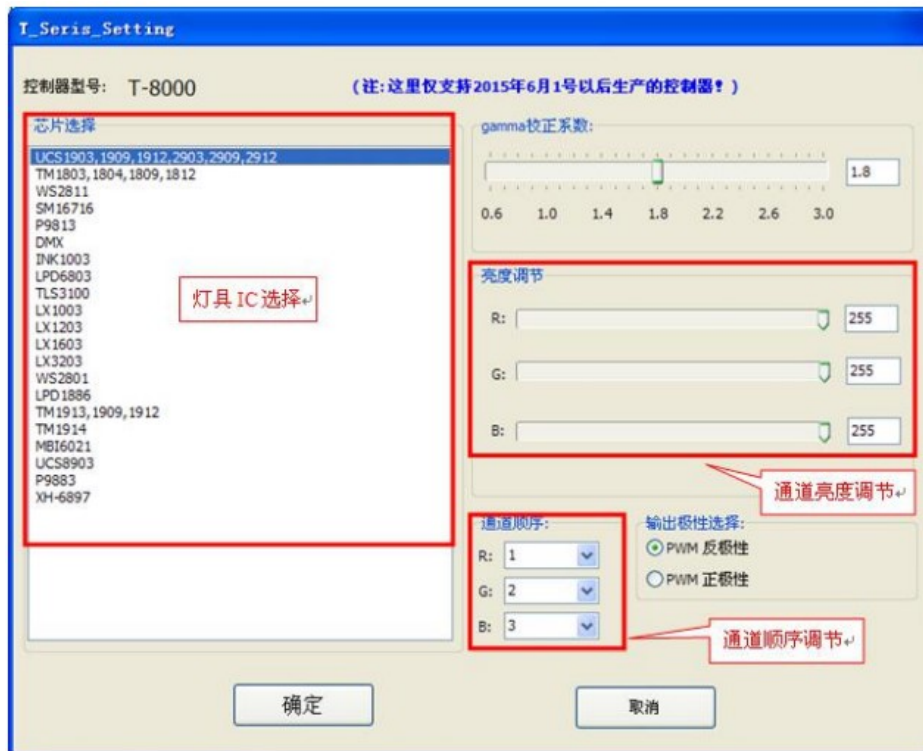 T_Seris_Setting
控制器型号: T-8000 (注:这里仅支持2015年6月1号以后生产的控制器!)
芯片选择
UCS1903,1909,1912,2903,2909,2912
TM1803,1804,1809,1812
WS2811
SM16716
P9813
DMX
INK1003
LPD6803
TLS3100
LX1003
LX1203
LX1603
LX3203
WS2801
LPD1886
TM1913,1909,1912
TM1914
MBI6021
UCS8903
P9883
XH-6897
灯具IC选择
gamma校正系数:
1.8
0.6 1.0 1.4 1.8 2.2 2.6 3.0
亮度调节
R: 255
G: 255
B: 255
通道亮度调节
通道顺序:
R: 1
G: 2
B: 3
输出极性选择:
PWM 反极性
PWM 正极性
通道顺序调节
确定
取消